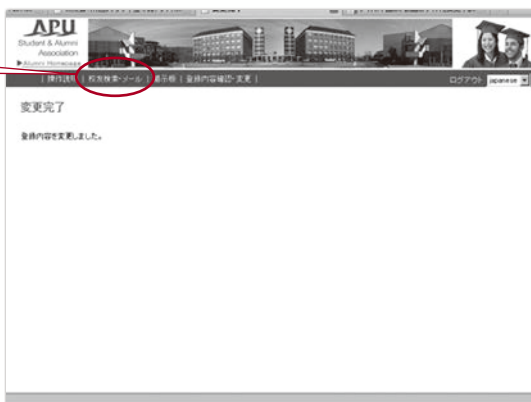 APU
Student & Alumni
Association
▶Alumni Homepage
| 操作説明 | 校友検索・メール | 掲示板 | 登録内容確認・変更 |
ログアウト japanese
変更完了
登録内容を変更しました。